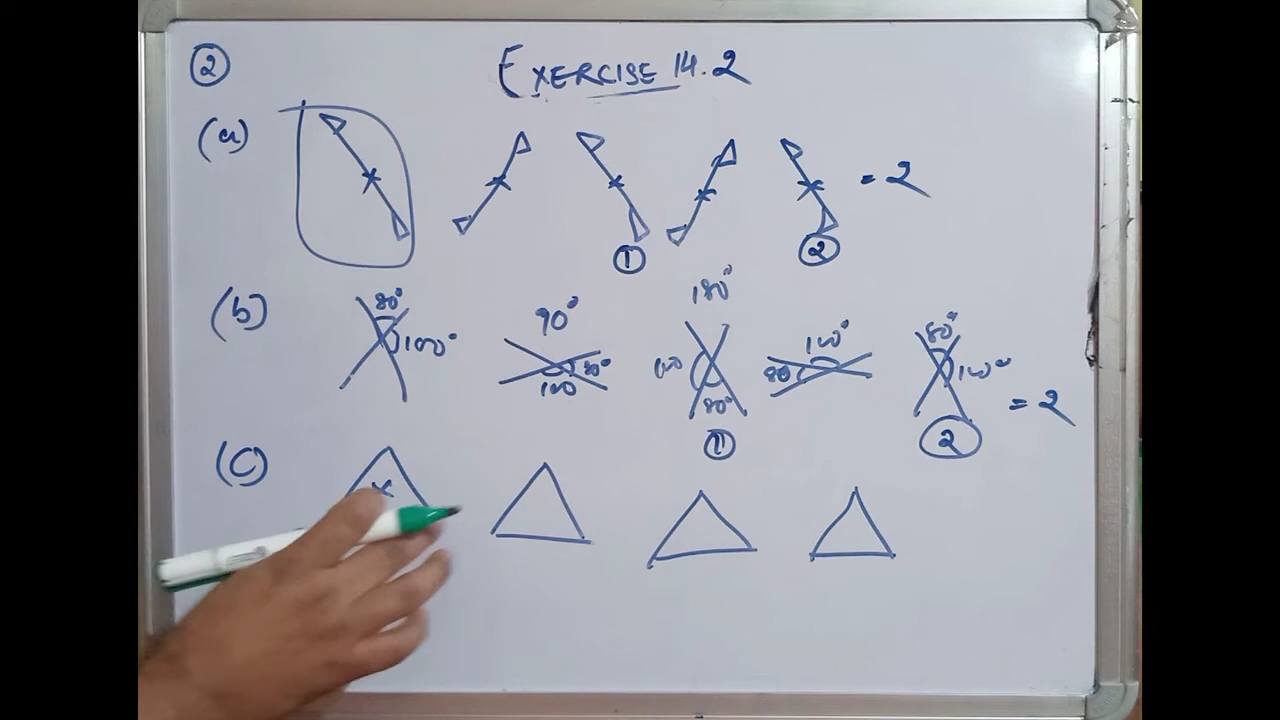 ② EXERCISE 14.2
(a) = 2
① ②
(b) 80° 100° 90° 80° 100 180° 100 80° 100° 80 80° 100° = 2
① ②
(c)